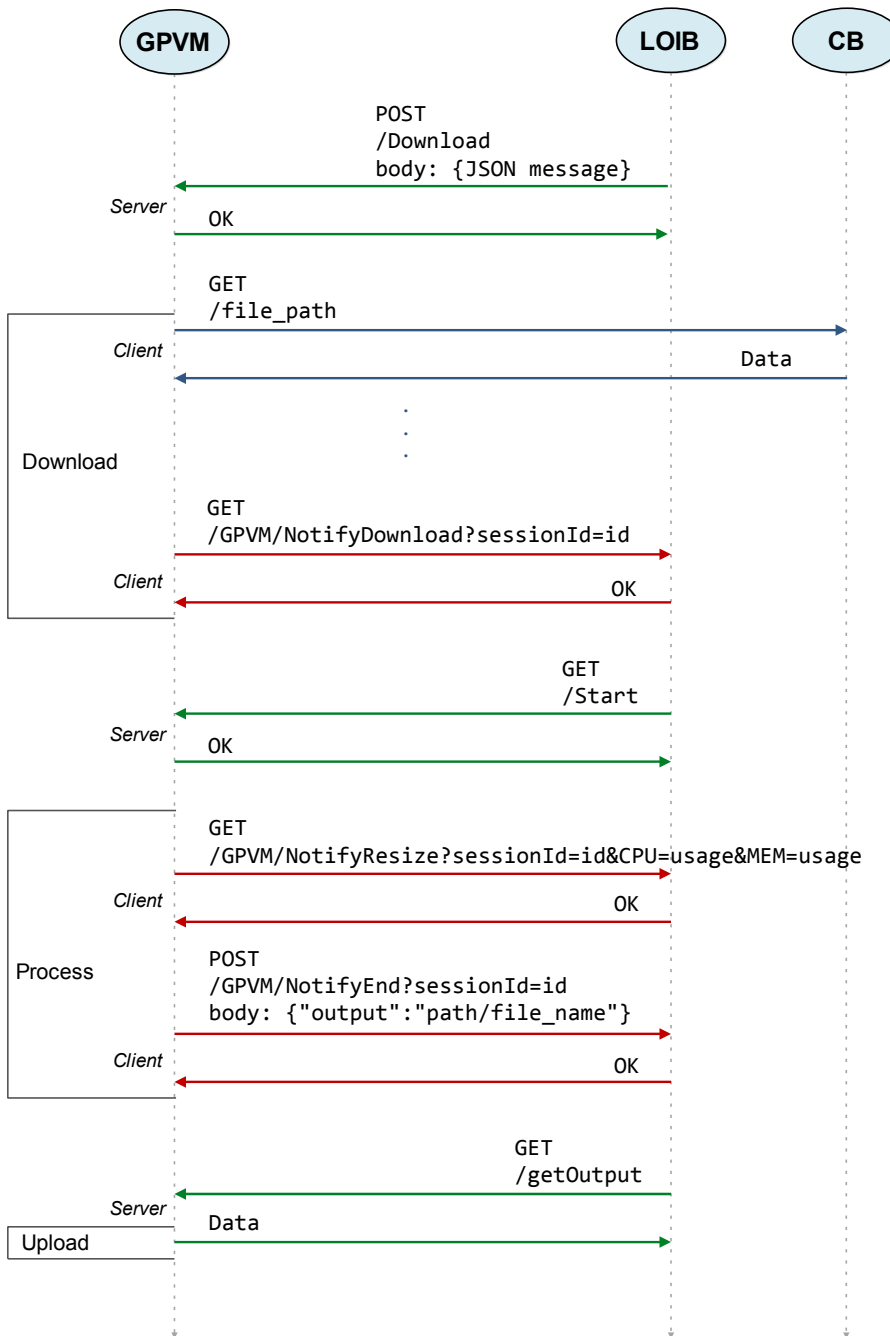 GPVM
LOIB
CB
POST
/Download
body: {JSON message}
Server
OK
GET
/file_path
Client
Data
Download
GET
/GPVM/NotifyDownload?sessionId=id
Client
OK
GET
/Start
Server
OK
GET
/GPVM/NotifyResize?sessionId=id&CPU=usage&MEM=usage
Client
OK
Process
POST
/GPVM/NotifyEnd?sessionId=id
body: {"output":"path/file_name"}
Client
OK
GET
/getOutput
Server
Data
Upload